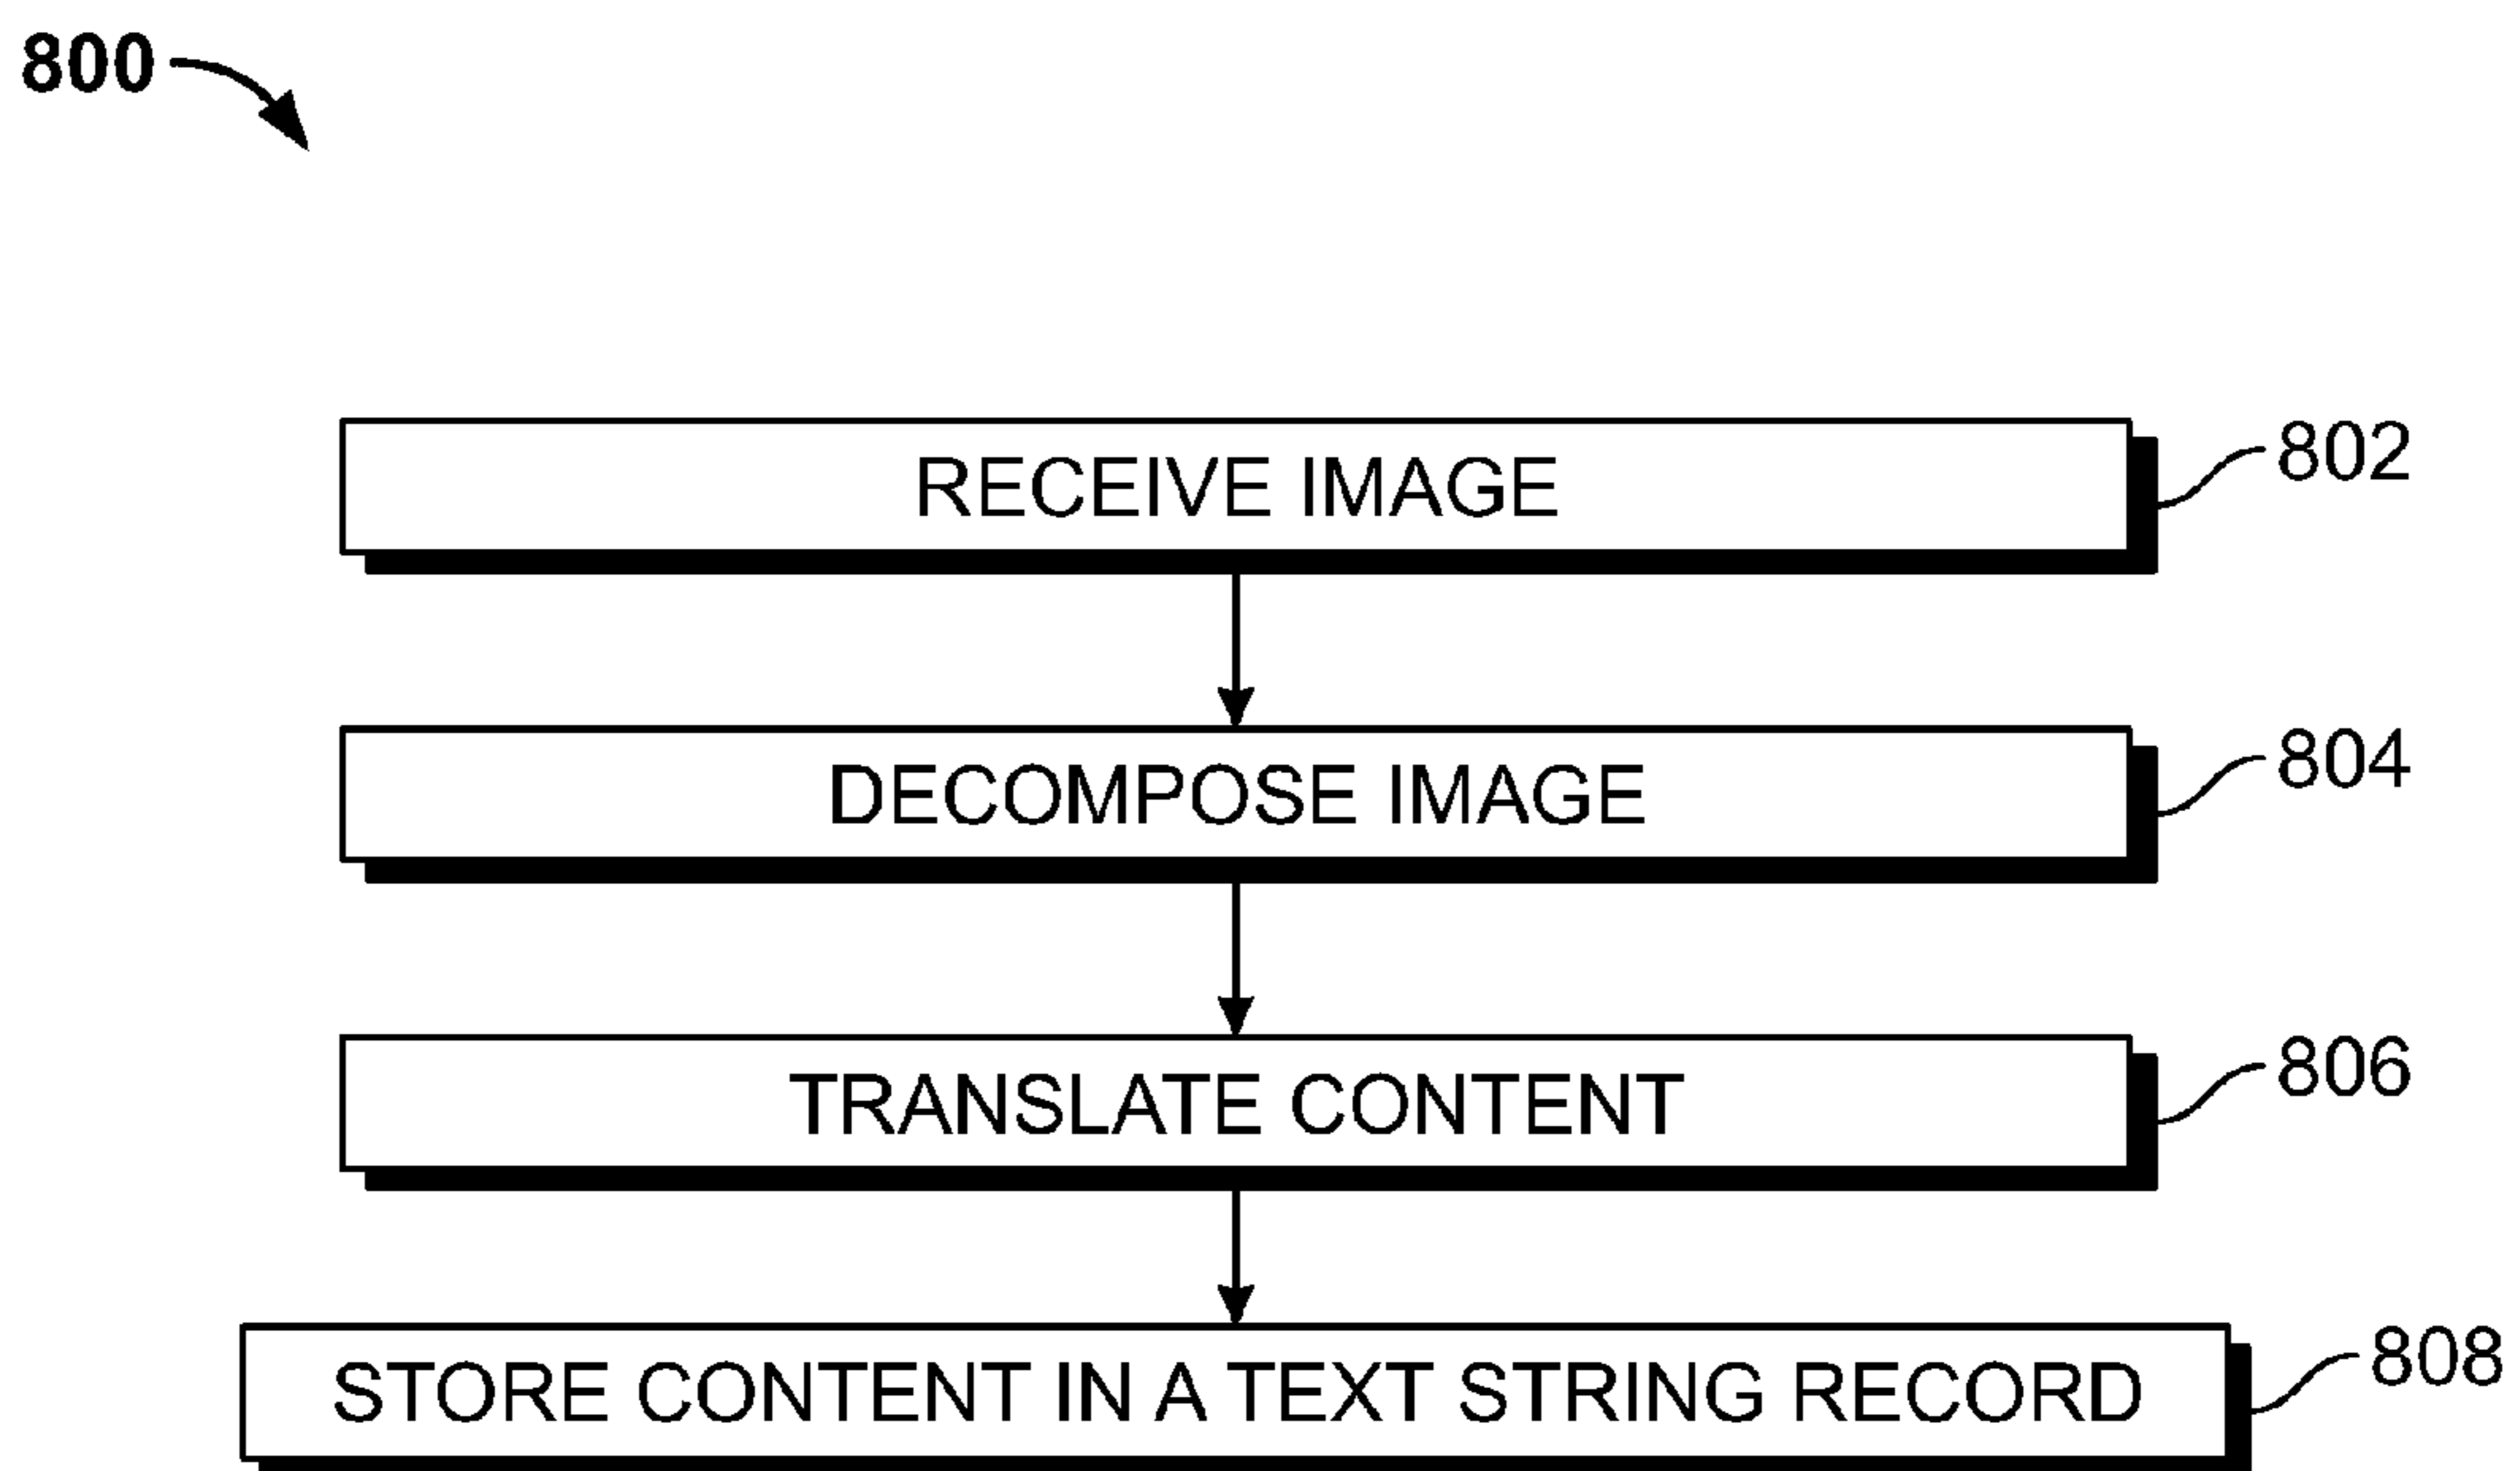 800
RECEIVE IMAGE 802
DECOMPOSE IMAGE 804
TRANSLATE CONTENT 806
STORE CONTENT IN A TEXT STRING RECORD 808